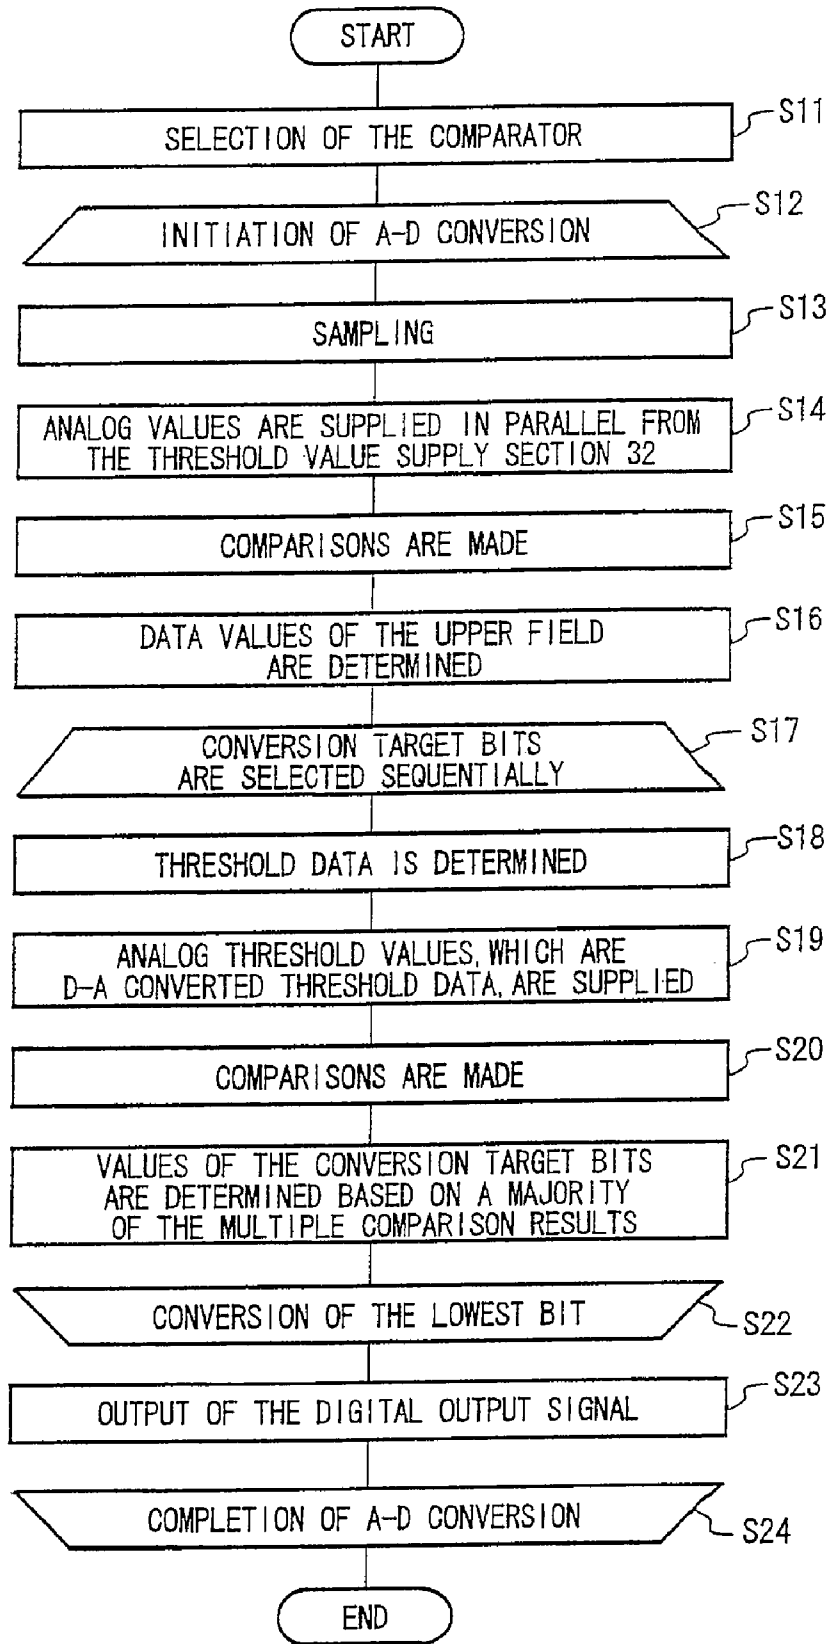 START
SELECTION OF THE COMPARATOR
S11
INITIATION OF A-D CONVERSION
S12
SAMPLING
S13
ANALOG VALUES ARE SUPPLIED IN PARALLEL FROM
THE THRESHOLD VALUE SUPPLY SECTION 32
S14
COMPARISONS ARE MADE
S15
DATA VALUES OF THE UPPER FIELD
ARE DETERMINED
S16
CONVERSION TARGET BITS
ARE SELECTED SEQUENTIALLY
S17
THRESHOLD DATA IS DETERMINED
S18
ANALOG THRESHOLD VALUES, WHICH ARE
D-A CONVERTED THRESHOLD DATA, ARE SUPPLIED
S19
COMPARISONS ARE MADE
S20
VALUES OF THE CONVERSION TARGET BITS
ARE DETERMINED BASED ON A MAJORITY
OF THE MULTIPLE COMPARISON RESULTS
S21
CONVERSION OF THE LOWEST BIT
S22
OUTPUT OF THE DIGITAL OUTPUT SIGNAL
S23
COMPLETION OF A-D CONVERSION
S24
END